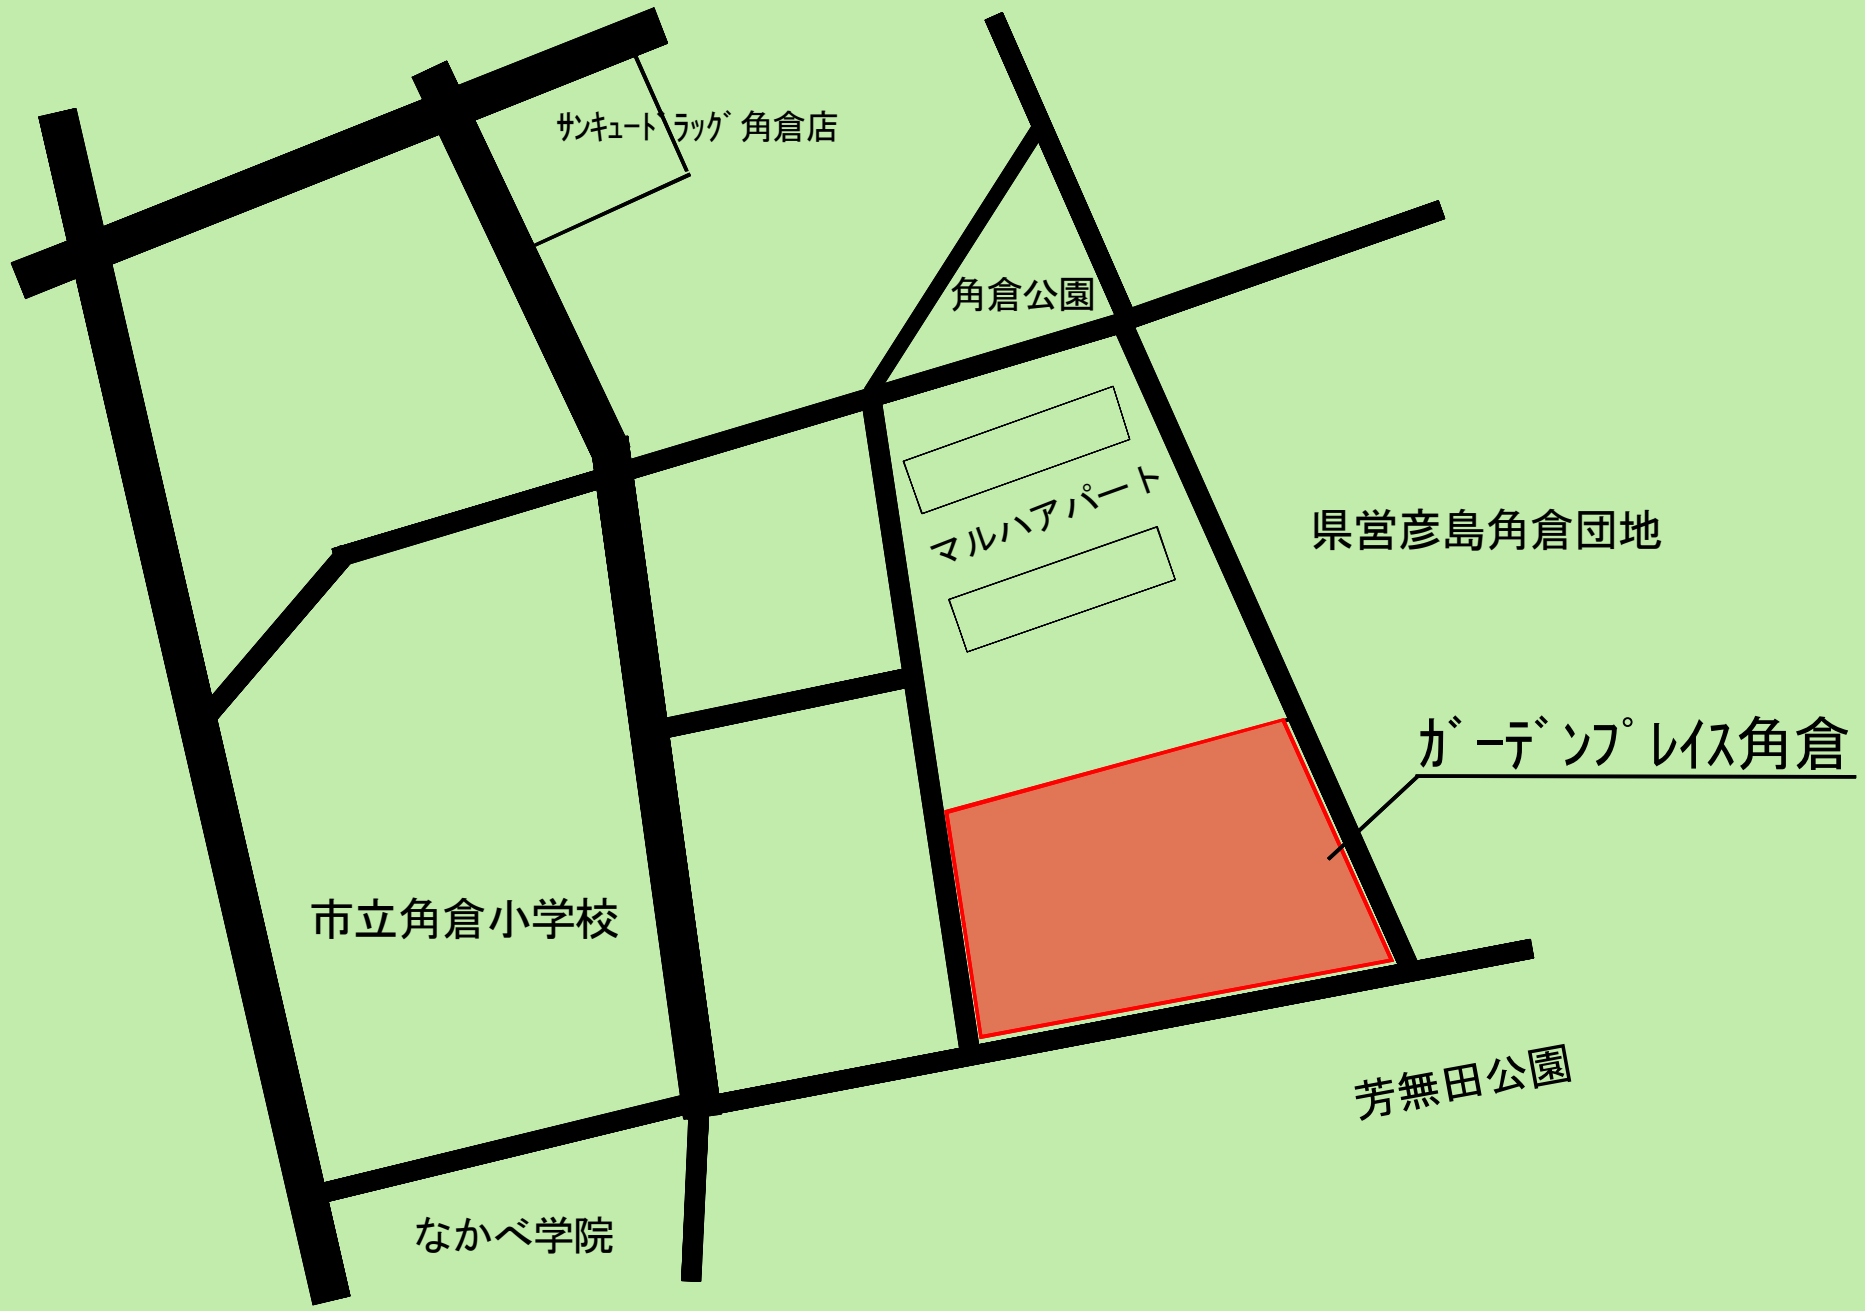 ｻﾝｷｭｰﾄﾞﾗｯｸﾞ角倉店
角倉公園
マルハアパート
県営彦島角倉団地
ｶﾞｰﾃﾞﾝﾌﾟﾚｲｽ角倉
市立角倉小学校
芳無田公園
なかべ学院